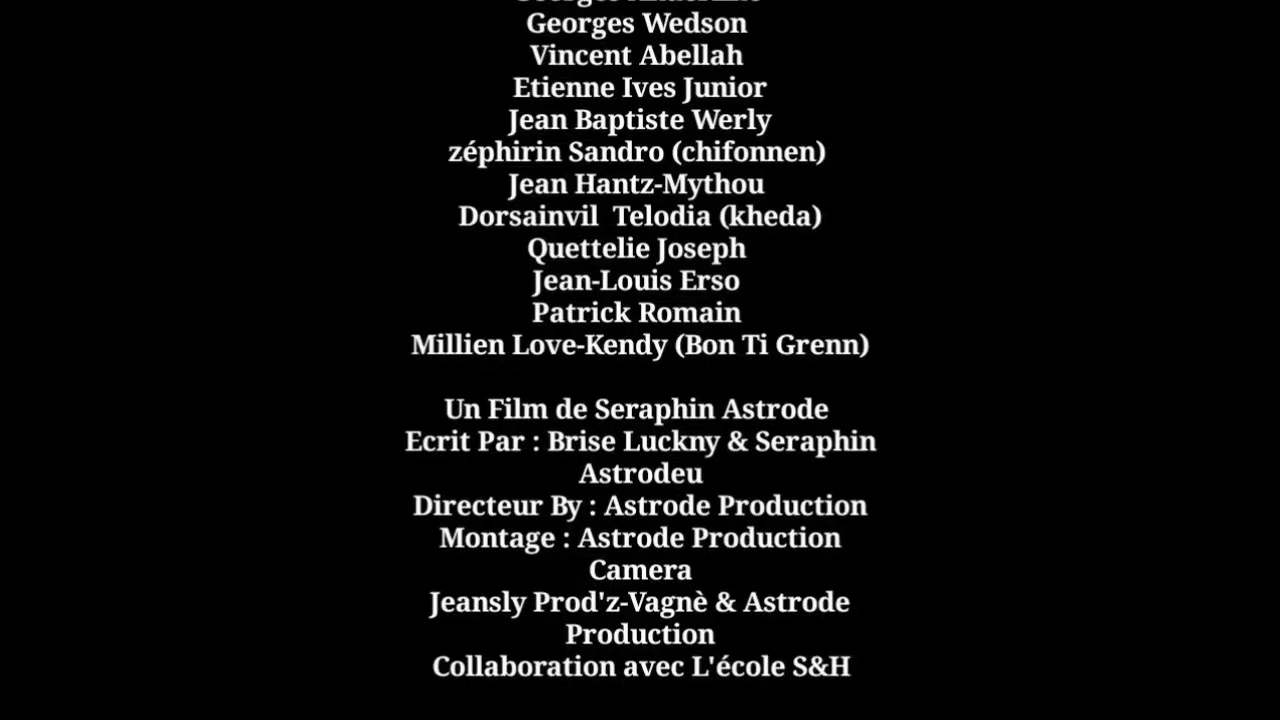 Georges Wedson
Vincent Abellah
Etienne Ives Junior
Jean Baptiste Werly
zéphirin Sandro (chifonnen)
Jean Hantz-Mythou
Dorsainvil Telodia (kheda)
Quettelie Joseph
Jean-Louis Erso
Patrick Romain
Millien Love-Kendy (Bon Ti Grenn)
Un Film de Seraphin Astrode
Ecrit Par : Brise Luckny & Seraphin
Astrodeu
Directeur By : Astrode Production
Montage : Astrode Production
Camera
Jeansly Prod'z-Vagnè & Astrode
Production
Collaboration avec L'école S&H